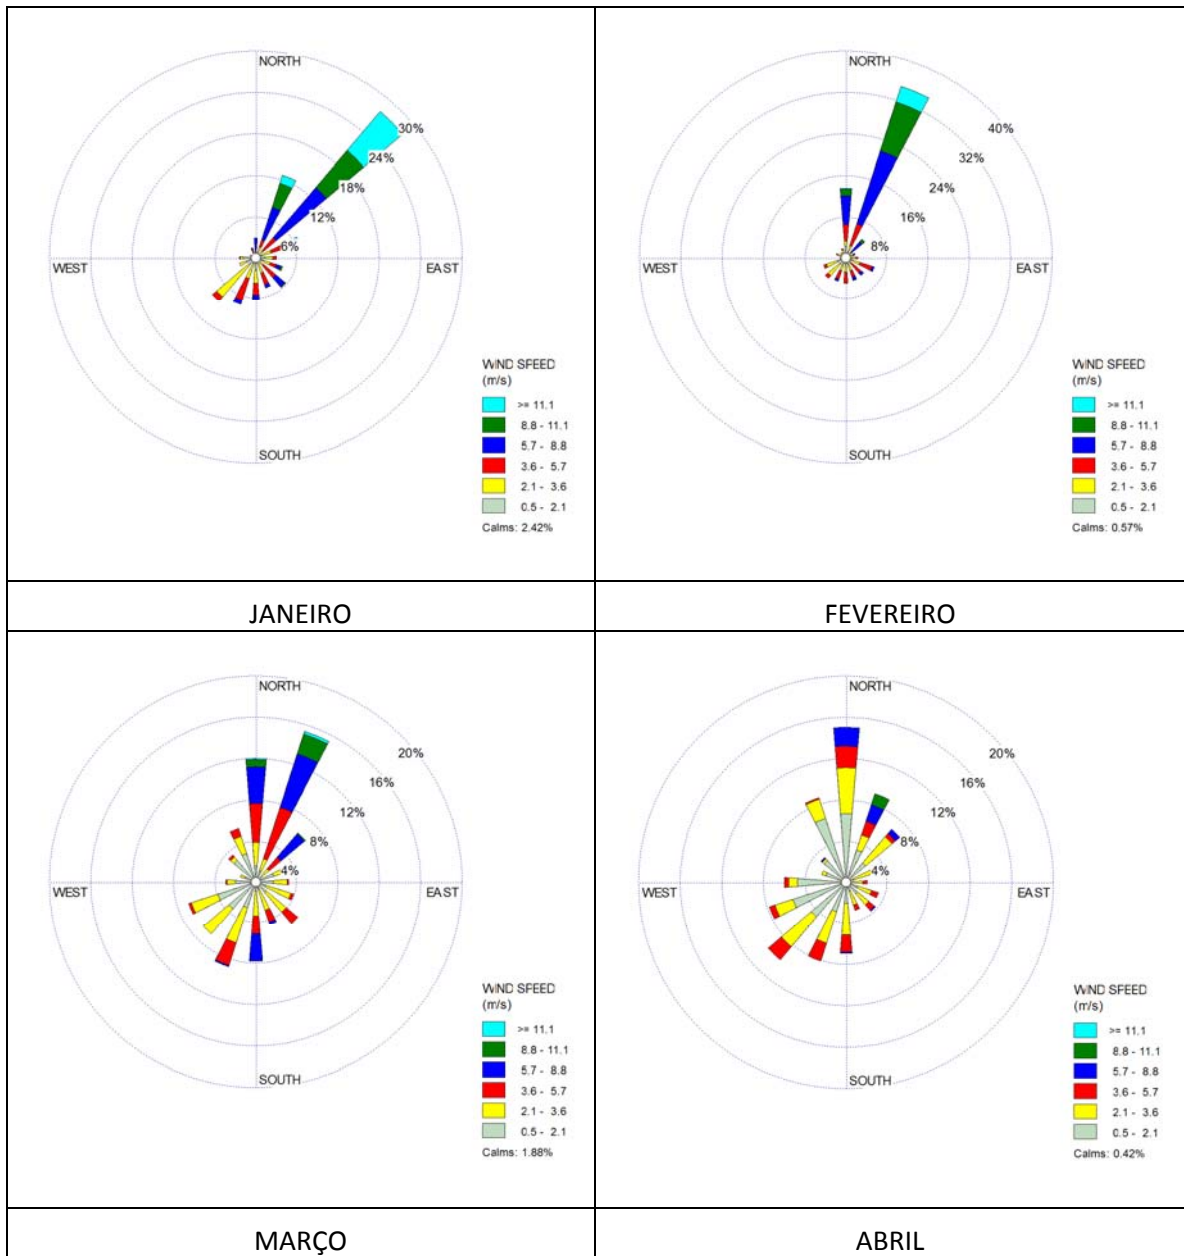 NORTH
30%
24%
18%
12%
6%
WEST
EAST
SOUTH
WIND SPEED
(m/s)
>= 11.1
8.8 - 11.1
5.7 - 8.8
3.6 - 5.7
2.1 - 3.6
0.5 - 2.1
Calms: 2.42%
JANEIRO
NORTH
40%
32%
24%
16%
8%
WEST
EAST
SOUTH
WIND SPEED
(m/s)
>= 11.1
8.8 - 11.1
5.7 - 8.8
3.6 - 5.7
2.1 - 3.6
0.5 - 2.1
Calms: 0.57%
FEVEREIRO
NORTH
20%
16%
12%
8%
4%
WEST
EAST
SOUTH
WIND SPEED
(m/s)
>= 11.1
8.8 - 11.1
5.7 - 8.8
3.6 - 5.7
2.1 - 3.6
0.5 - 2.1
Calms: 1.88%
MARÇO
NORTH
20%
16%
12%
8%
4%
WEST
EAST
SOUTH
WIND SPEED
(m/s)
>= 11.1
8.8 - 11.1
5.7 - 8.8
3.6 - 5.7
2.1 - 3.6
0.5 - 2.1
Calms: 0.42%
ABRIL